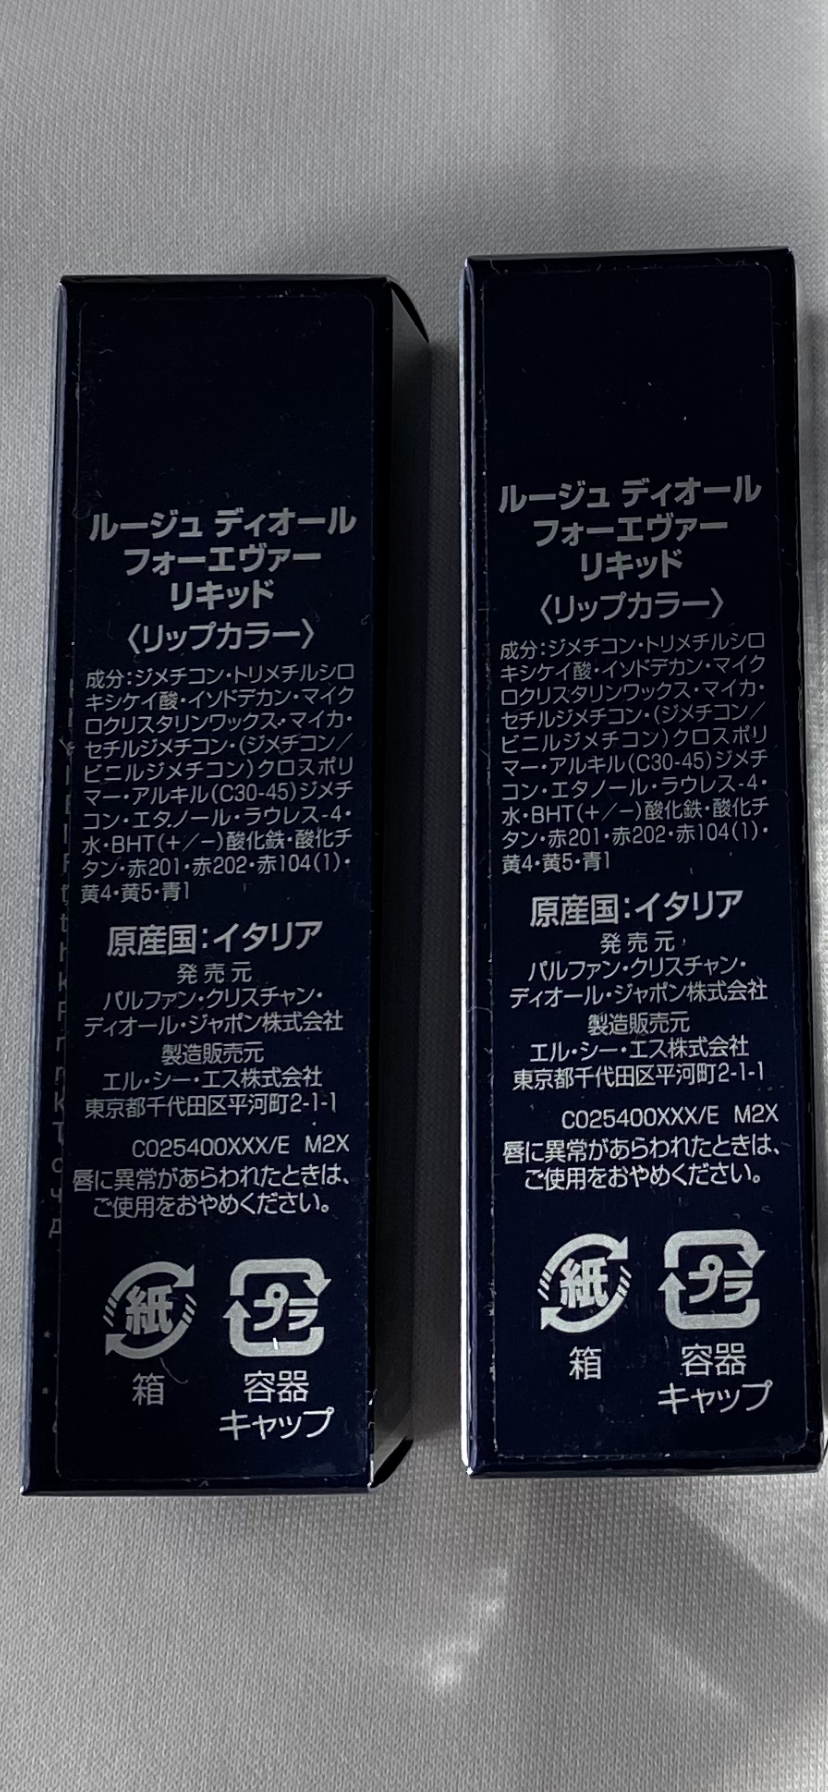 ルージュ ディオール
フォーエヴァー
リキッド
〈リップカラー〉
成分:ジメチコン・トリメチルシロ
キシケイ酸・イソドデカン・マイク
ロクリスタリンワックス・マイカ・
セチルジメチコン・(ジメチコン/
ビニルジメチコン)クロスポリ
マー・アルキル(C30-45)ジメチ
コン・エタノール・ラウレス-4・
水・BHT(+/−)酸化鉄・酸化チ
タン・赤201・赤202・赤104(1)・
黄4・黄5・青1
原産国:イタリア
発売元
パルファン・クリスチャン・
ディオール・ジャポン株式会社
製造販売元
エル・シー・エス株式会社
東京都千代田区平河町2-1-1
C025400XXX/E M2X
唇に異常があらわれたときは、
ご使用をおやめください。
紙
プラ
箱
容器
キャップ
ルージュ ディオール
フォーエヴァー
リキッド
〈リップカラー〉
成分:ジメチコン・トリメチルシロ
キシケイ酸・イソドデカン・マイク
ロクリスタリンワックス・マイカ・
セチルジメチコン・(ジメチコン/
ビニルジメチコン)クロスポリ
マー・アルキル(C30-45)ジメチ
コン・エタノール・ラウレス-4・
水・BHT(+/−)酸化鉄・酸化チ
タン・赤201・赤202・赤104(1)・
黄4・黄5・青1
原産国:イタリア
発売元
パルファン・クリスチャン・
ディオール・ジャポン株式会社
製造販売元
エル・シー・エス株式会社
東京都千代田区平河町2-1-1
C025400XXX/E M2X
唇に異常があらわれたときは、
ご使用をおやめください。
紙
プラ
箱
容器
キャップ